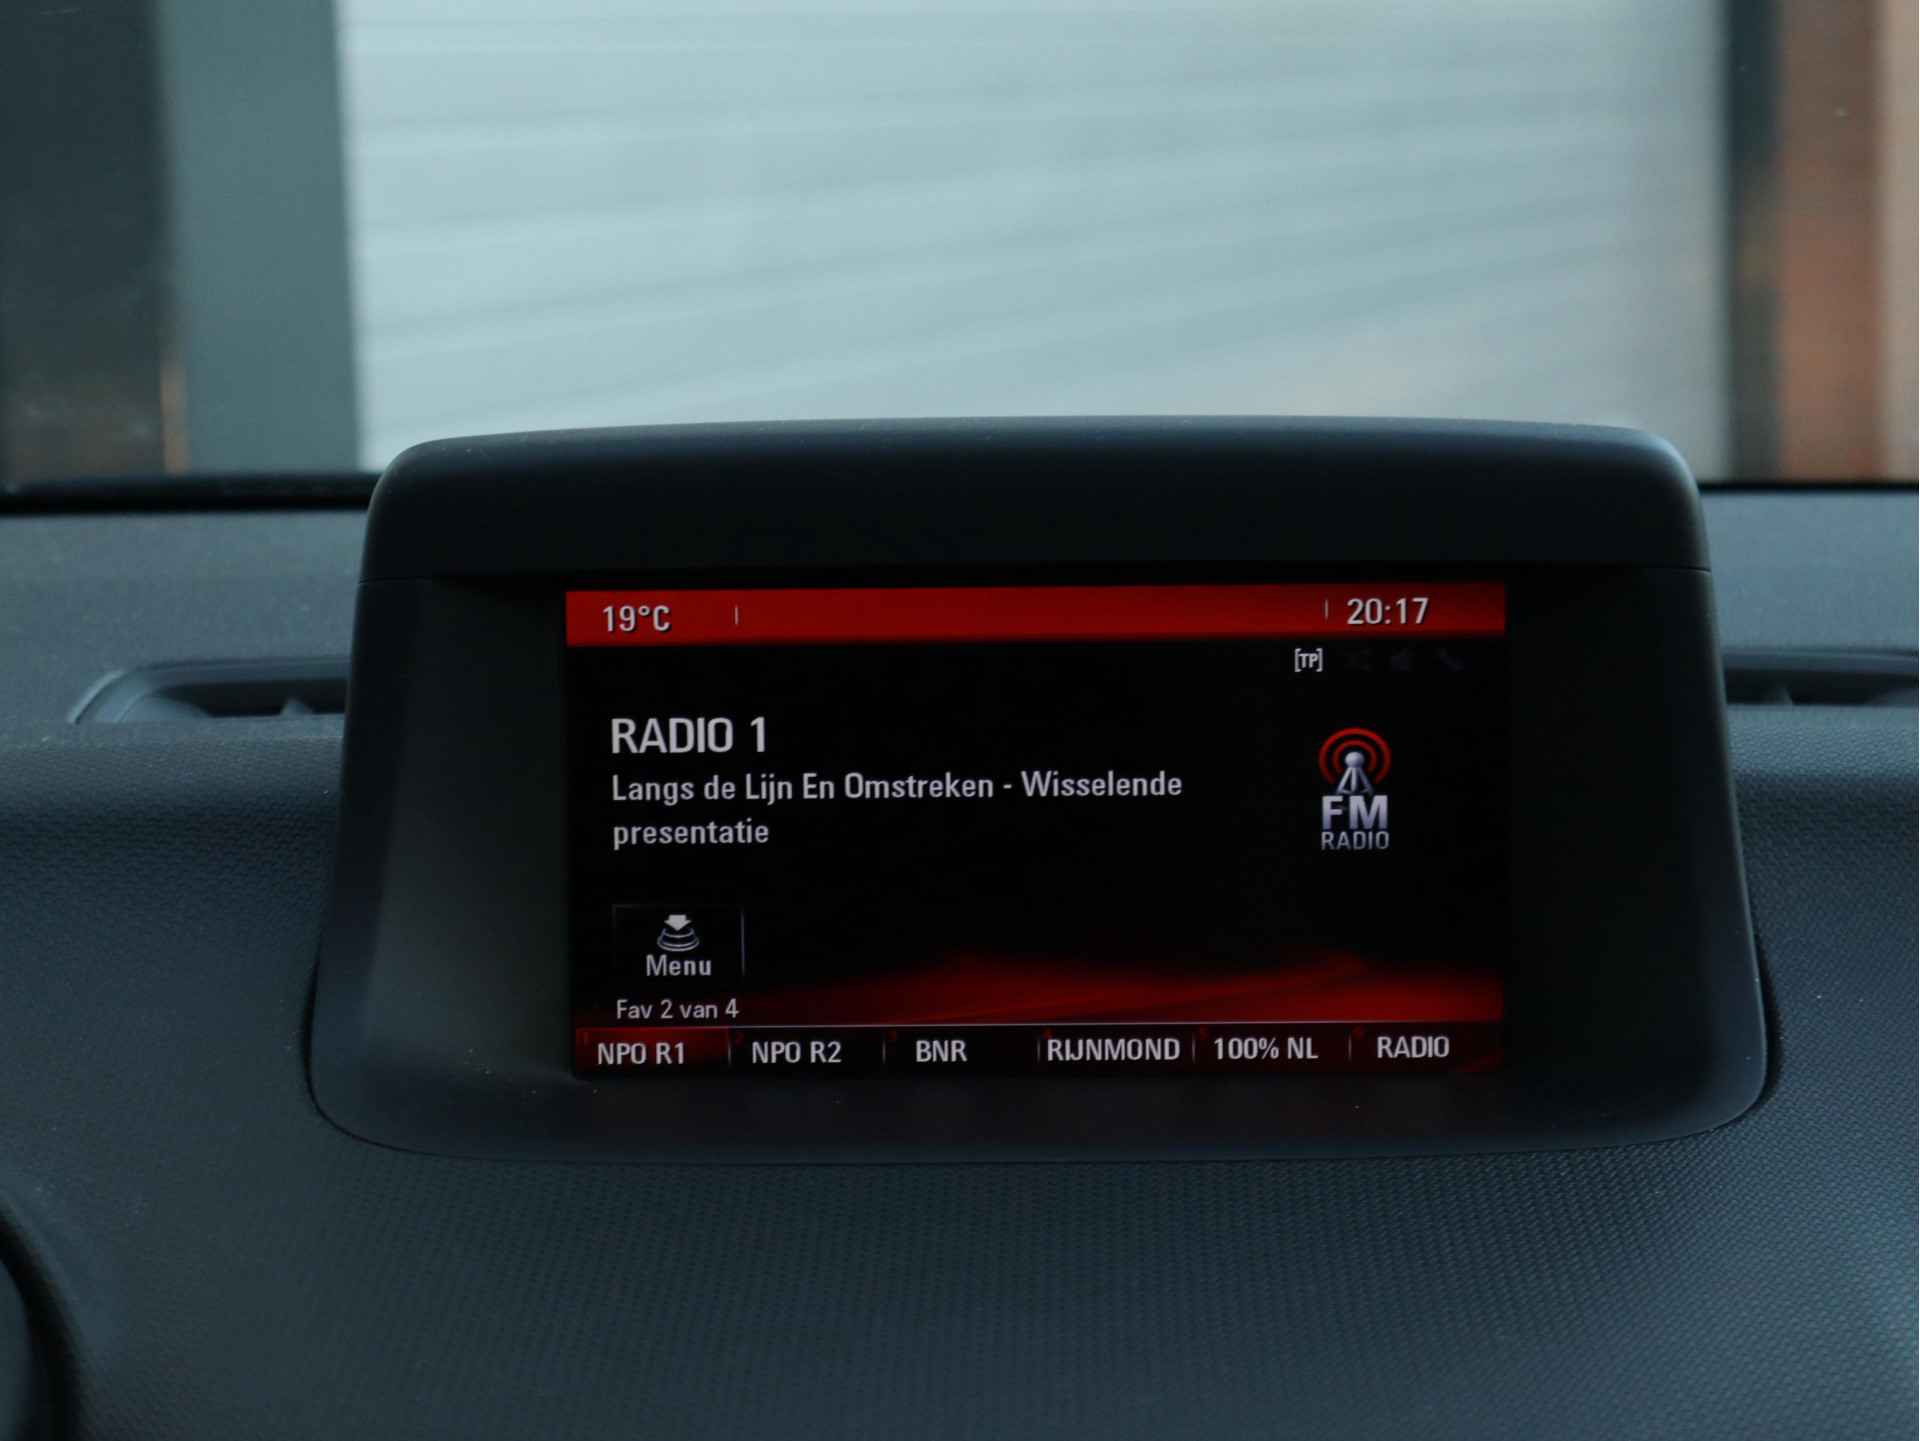 19°C 20:17
[TP]
RADIO 1
Langs de Lijn En Omstreken - Wisselende
presentatie
FM
RADIO
Menu
Fav 2 van 4
NPO R1 NPO R2 BNR RIJNMOND 100% NL RADIO